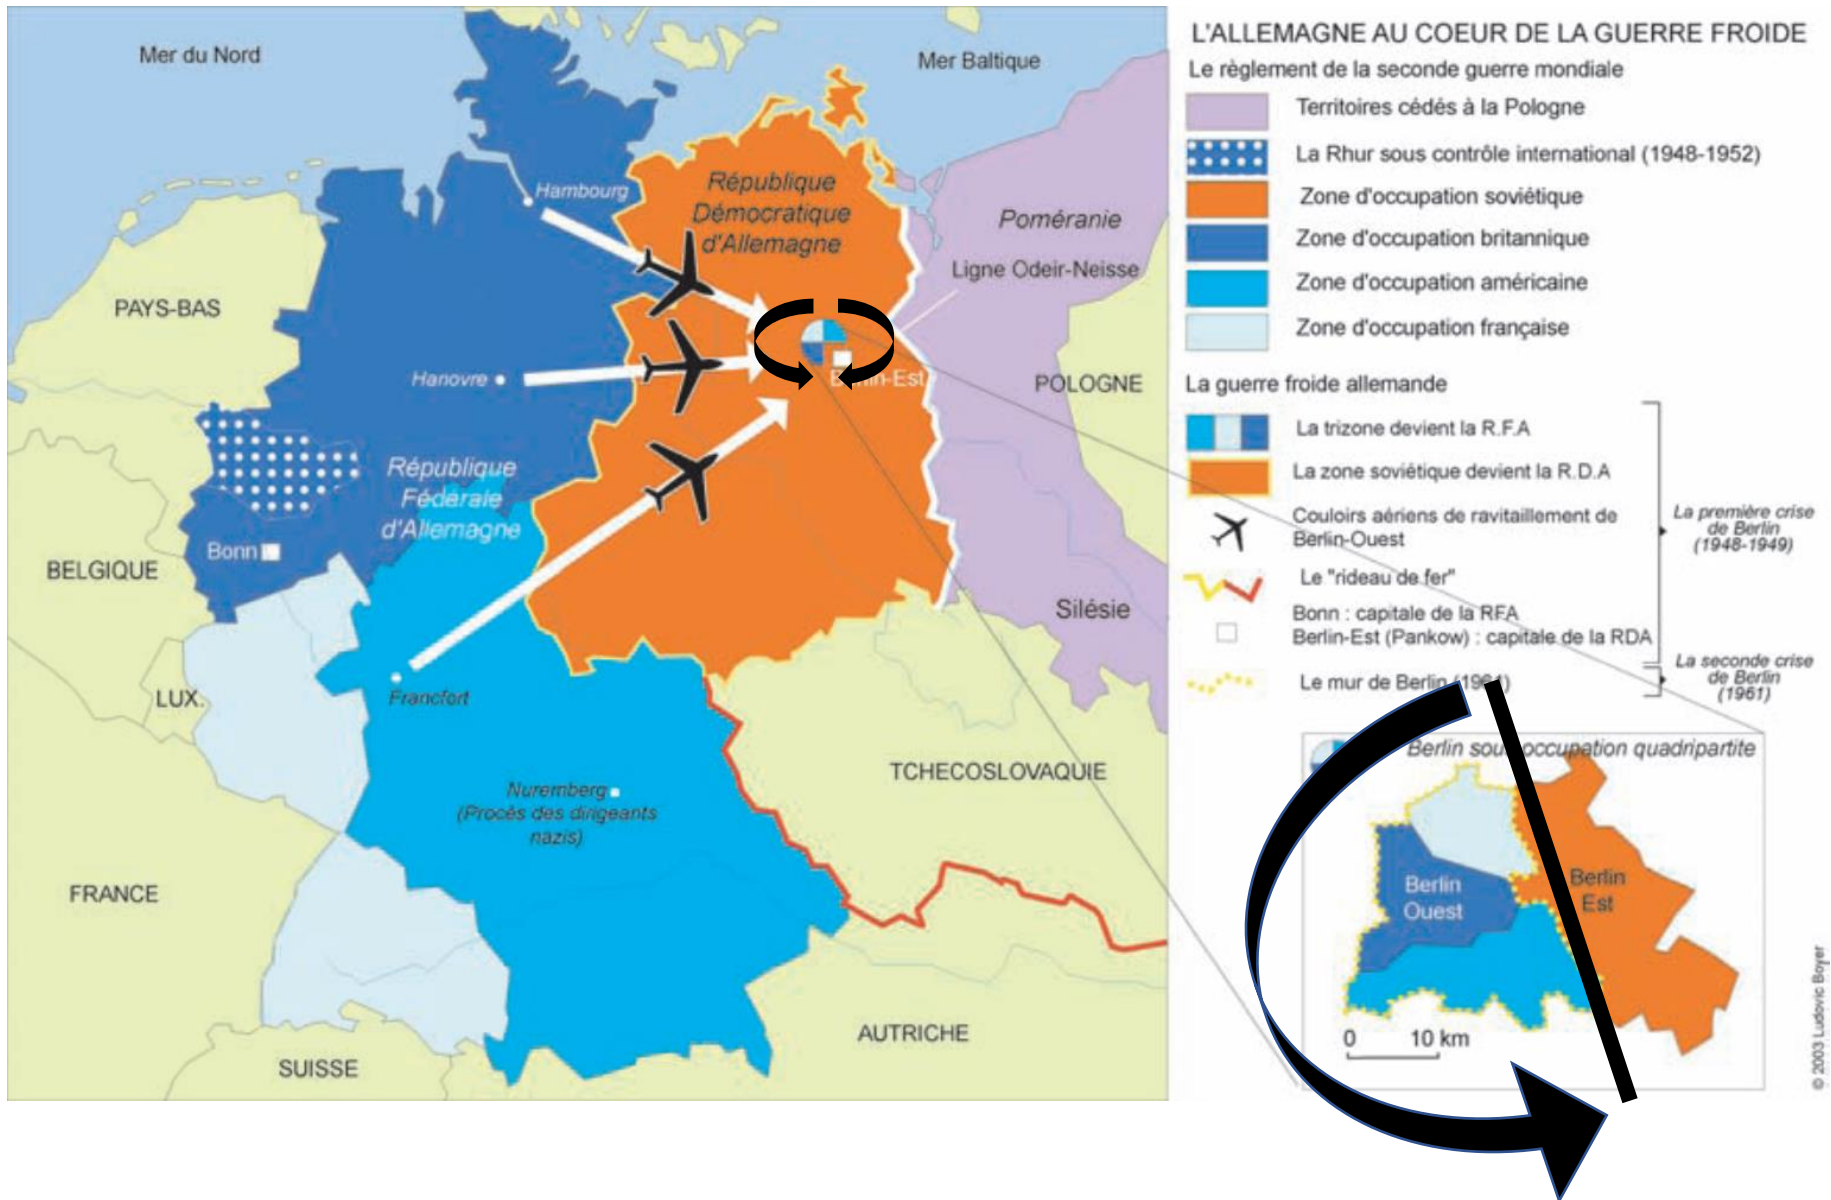 Mer du Nord
Mer Baltique
Hambourg
République
Démocratique
d'Allemagne
Poméranie
Ligne Odeir-Neisse
PAYS-BAS
Hanovre
Berlin-Est
POLOGNE
République
Fédérale
d'Allemagne
Bonn
BELGIQUE
Silésie
LUX.
Francfort
TCHECOSLOVAQUIE
Nuremberg
(Procès des dirigeants
nazis)
FRANCE
AUTRICHE
SUISSE
L'ALLEMAGNE AU COEUR DE LA GUERRE FROIDE
Le règlement de la seconde guerre mondiale
Territoires cédés à la Pologne
La Rhur sous contrôle international (1948-1952)
Zone d'occupation soviétique
Zone d'occupation britannique
Zone d'occupation américaine
Zone d'occupation française
La guerre froide allemande
La trizone devient la R.F.A
La zone soviétique devient la R.D.A
Couloirs aériens de ravitaillement de
Berlin-Ouest
Le "rideau de fer"
Bonn : capitale de la RFA
Berlin-Est (Pankow) : capitale de la RDA
La première crise
de Berlin
(1948-1949)
Le mur de Berlin (1961)
La seconde crise
de Berlin
(1961)
Berlin sous occupation quadripartite
Berlin
Ouest
Berlin
Est
0 10 km
© 2003 Ludovic Boyer